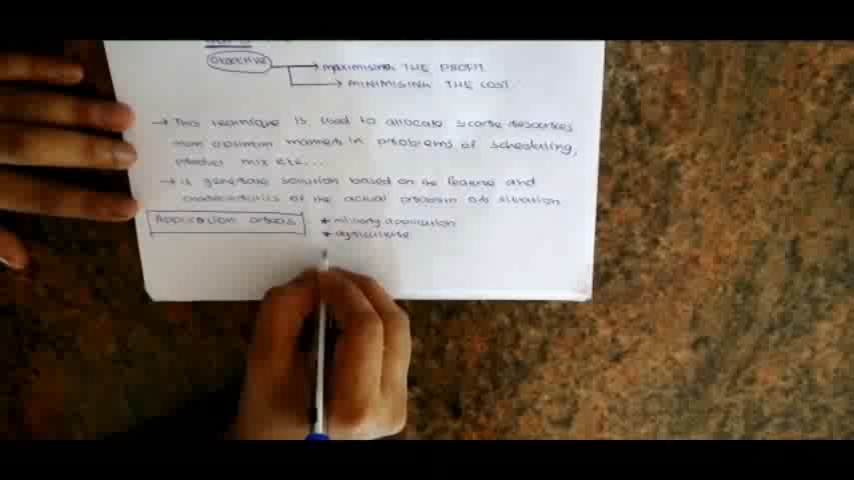 OBJECTIVE
MAXIMISING THE PROFIT
MINIMISING THE COST
→ This technique is used to allocate scarce resources
in an optimum manner in problems of scheduling,
product mix etc...
→ It generates solution based on the feature and
characteristics of the actual problem or situation
Application areas * military application
* agriculture